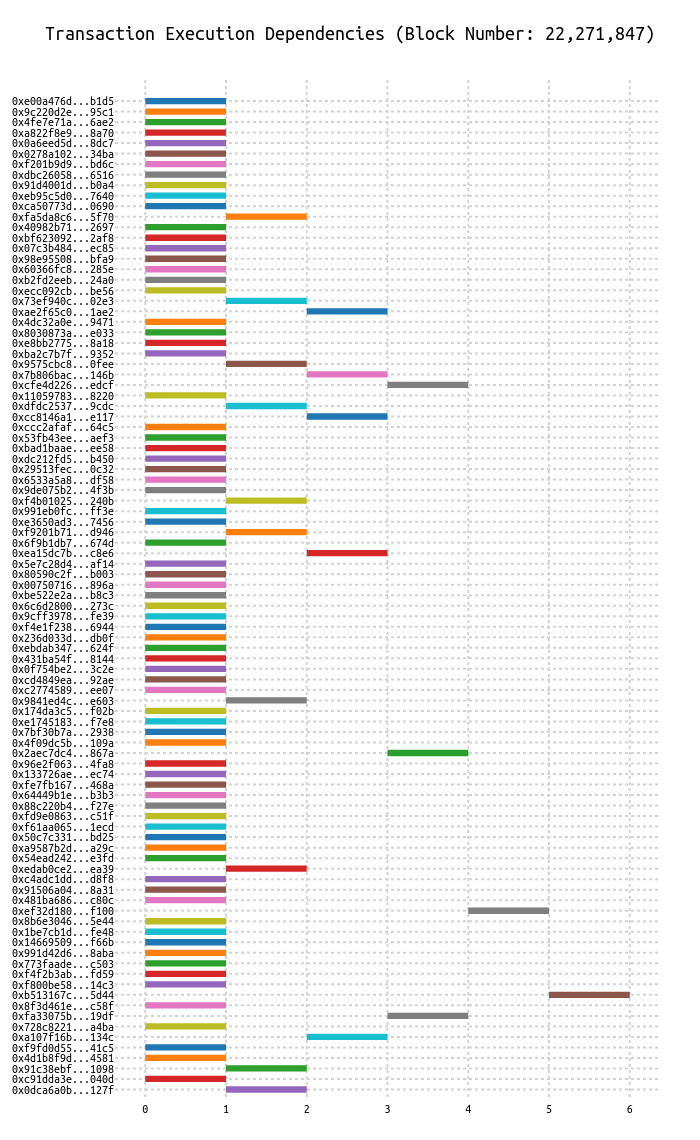 Transaction Execution Dependencies (Block Number: 22,271,847)
0xe00a476d...b1d5
0x9c220d2e...95c1
0x4fe7e71a...6ae2
0xa822f8e9...8a70
0x0a6eed5d...8dc7
0x0278a102...34ba
0xf201b9d9...bd6c
0xdbc26058...6516
0x91d4001d...b0a4
0xeb95c5d0...7640
0xca50773d...0690
0xfa5da8c6...5f70
0x40982b71...2697
0xbf623092...2af8
0x07c3b484...ec85
0x98e95508...bfa9
0x60366fc8...285e
0xb2fd2eeb...24a0
0xecc092cb...be56
0x73ef940c...02e3
0xae2f65c0...1ae2
0x4dc32a0e...9471
0x8030873a...e033
0xe8bb2775...8a18
0xba2c7b7f...9352
0x9575cbc8...0fee
0x7b806bac...146b
0xcfe4d226...edcf
0x11059783...8220
0xdfdc2537...9cdc
0xcc8146a1...e117
0xccc2afaf...64c5
0x53fb43ee...aef3
0xbad1baae...ee58
0xdc212fd5...b450
0x29513fec...0c32
0x6533a5a8...df58
0x9de075b2...4f3b
0xf4b01025...240b
0x991eb0fc...ff3e
0xe3650ad3...7456
0xf9201b71...d946
0x6f9b1db7...674d
0xea15dc7b...c8e6
0x5e7c28d4...af14
0x80590c2f...b003
0x00750716...896a
0xbe522e2a...b8c3
0x6c6d2800...273c
0x9cff3978...fe39
0xf4e1f238...6944
0x236d033d...db0f
0xebdab347...624f
0x431ba54f...8144
0x0f754be2...3c2e
0xcd4849ea...92ae
0xc2774589...ee07
0x9841ed4c...e603
0x174da3c5...f02b
0xe1745183...f7e8
0x7bf30b7a...2938
0x4f09dc5b...109a
0x2aec7dc4...867a
0x96e2f063...4fa8
0x133726ae...ec74
0xfe7fb167...468a
0x64449b1e...b3b3
0x88c220b4...f27e
0xfd9e0863...c51f
0xf61aa065...1ecd
0x50c7c331...bd25
0xa9587b2d...a29c
0x54ead242...e3fd
0xedab0ce2...ea39
0xc4adc1dd...d8f8
0x91506a04...8a31
0x481ba686...c80c
0xef32d180...f100
0x8b6e3046...5e44
0x1be7cb1d...fe48
0x14669509...f66b
0x991d42d6...8aba
0x773faade...c503
0xf4f2b3ab...fd59
0xf800be58...14c3
0xb513167c...5d44
0x8f3d461e...c58f
0xfa33075b...19df
0x728c8221...a4ba
0xa107f16b...134c
0xf9fd0d55...41c5
0x4d1b8f9d...4581
0x91c38ebf...1098
0xc91dda3e...040d
0x0dca6a0b...127f
0 1 2 3 4 5 6